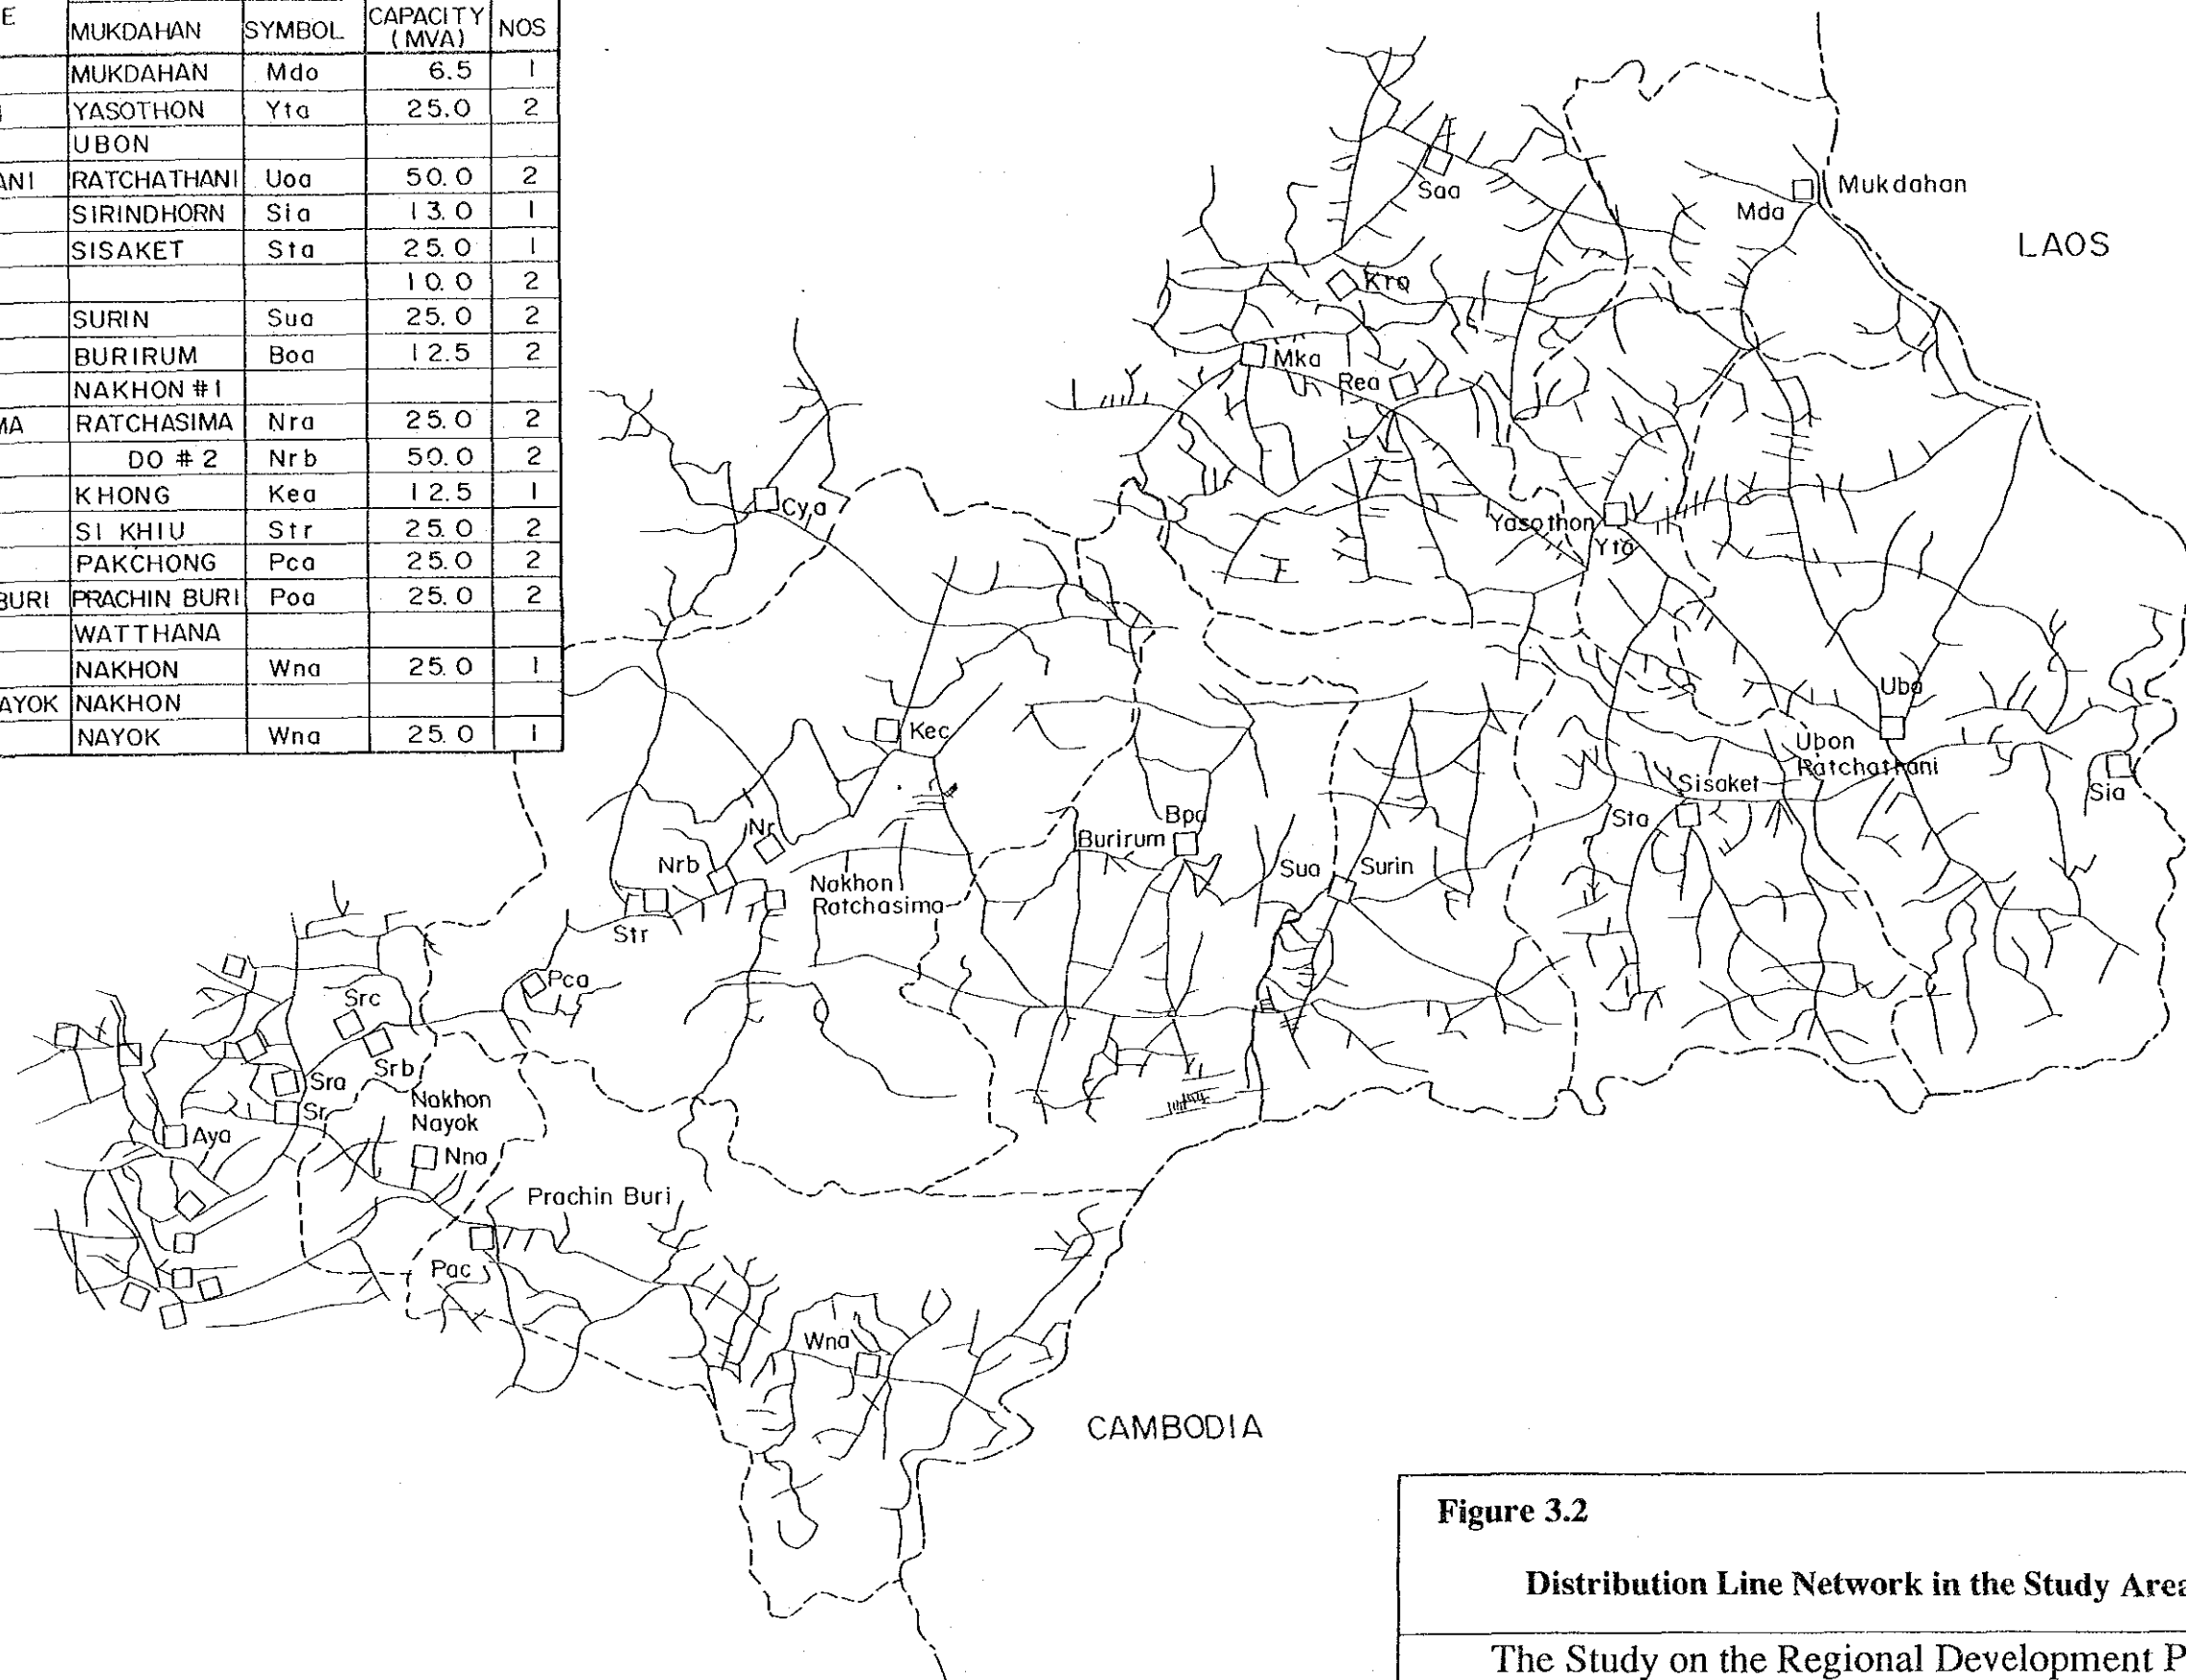 E MUKDAHAN SYMBOL CAPACITY (MVA) NOS
MUKDAHAN Mda 6.5 1
YASOTHON Yta 25.0 2
UBON
ANI RATCHATHANI Uoa 50.0 2
SIRINDHORN Sia 13.0 1
SISAKET Sta 25.0 1
10.0 2
SURIN Sua 25.0 2
BURIRUM Boa 12.5 2
NAKHON #1
MA RATCHASIMA Nra 25.0 2
DO #2 Nrb 50.0 2
KHONG Kea 12.5 1
SI KHIU Str 25.0 2
PAKCHONG Pca 25.0 2
BURI PRACHIN BURI Poa 25.0 2
WATTHANA
NAKHON Wna 25.0 1
AYOK NAKHON
NAYOK Wna 25.0 1
Saa
Mda
Mukdahan
LAOS
Kra
Mka
Rea
Cya
Yasothon
Yta
Kec
Uba
Ubon
Ratchathani
Sisaket
Sta
Sia
Bpa
Burirum
Sua
Surin
Nr
Nrb
Nakhon
Ratchasima
Str
Pca
Src
Srb
Sra
Sr
Nakhon
Nayok
Nna
Aya
Prachin Buri
Pac
Wna
CAMBODIA
Figure 3.2
Distribution Line Network in the Study Area
The Study on the Regional Development P